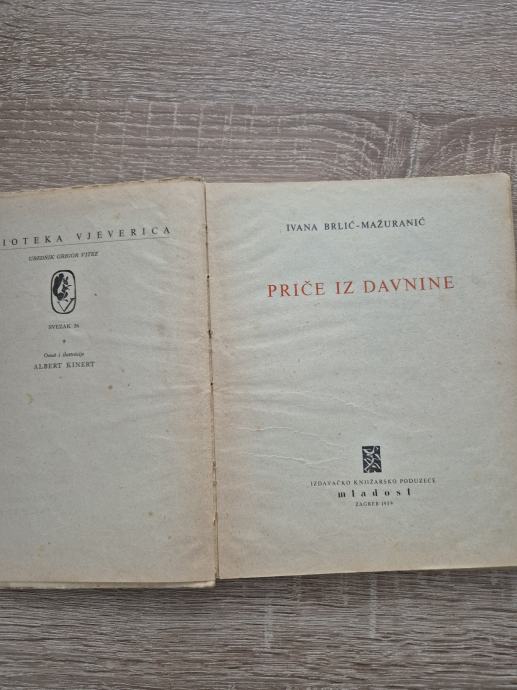 IOTEKA VJEVERICA
UREDNIK GRIGOR VITEZ
SVEZAK 26
*
Omot i ilustracije
ALBERT KINERT
IVANA BRLIĆ-MAŽURANIĆ
PRIČE IZ DAVNINE
IZDAVAČKO KNJIŽARSKO PODUZEĆE
mladost
ZAGREB